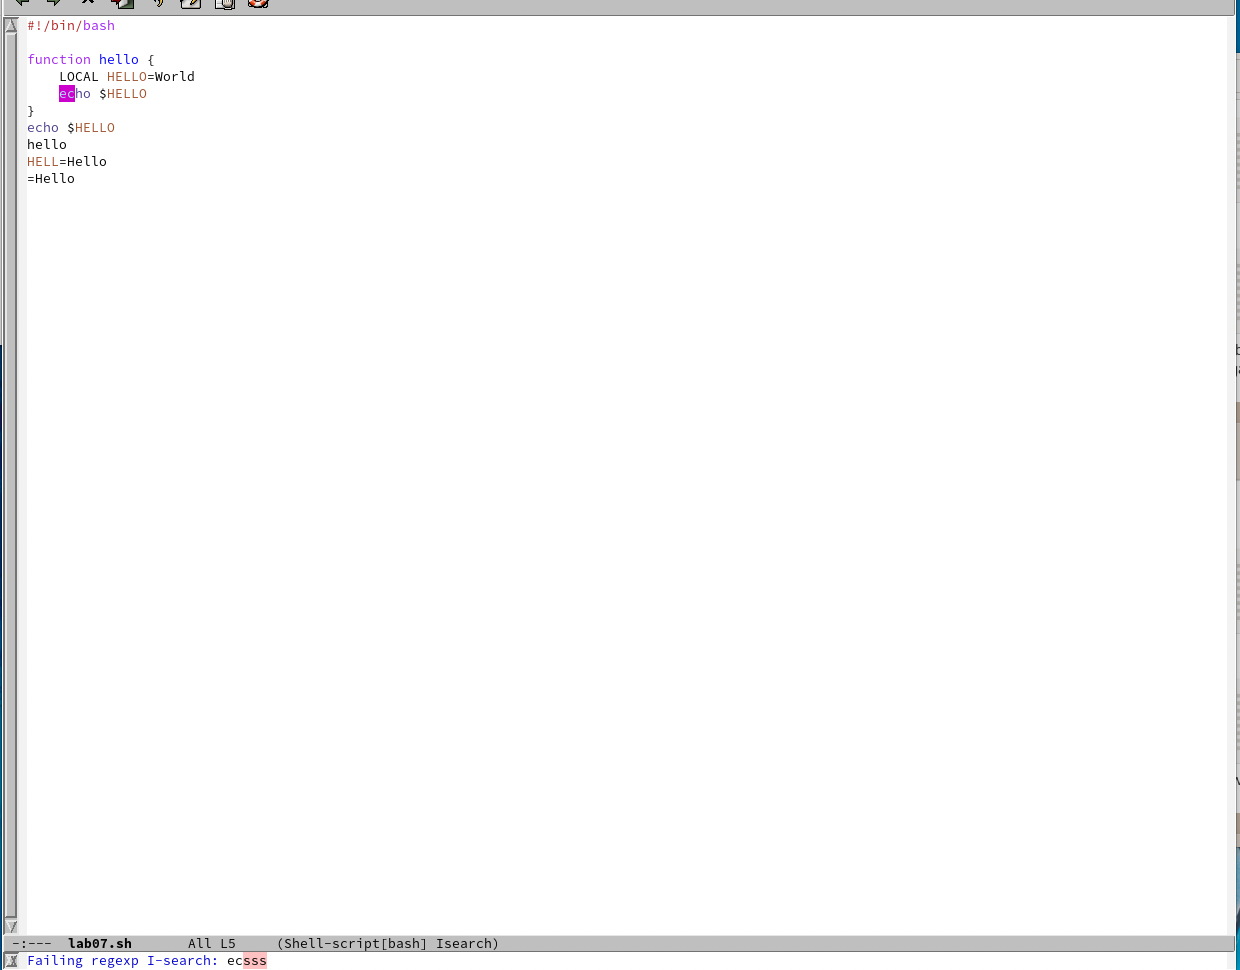 #!/bin/bash

function hello {
    LOCAL HELLO=World
    echo $HELLO
}
echo $HELLO
hello
HELL=Hello
=Hello
-:---  lab07.sh       All L5     (Shell-script[bash] Isearch)
Failing regexp I-search: ecsss